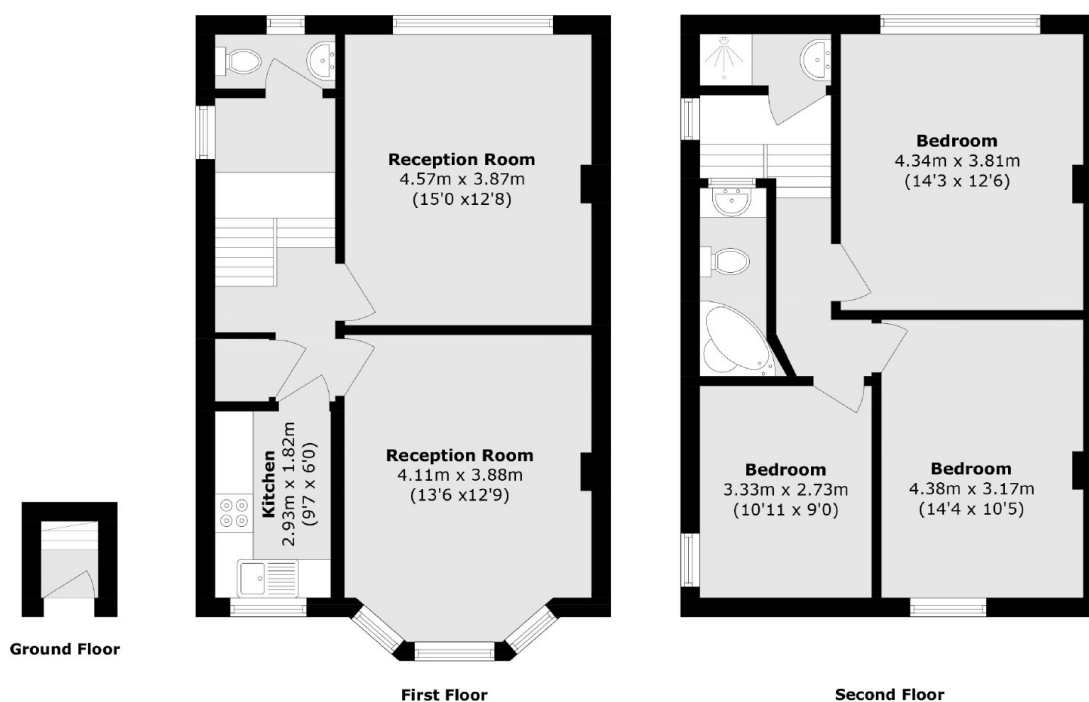 Reception Room
4.57m x 3.87m
(15'0 x12'8)
Reception Room
4.11m x 3.88m
(13'6 x12'9)
Kitchen
2.93m x 1.82m
(9'7 x 6'0)
Bedroom
4.34m x 3.81m
(14'3 x 12'6)
Bedroom
3.33m x 2.73m
(10'11 x 9'0)
Bedroom
4.38m x 3.17m
(14'4 x 10'5)
Ground Floor
First Floor
Second Floor